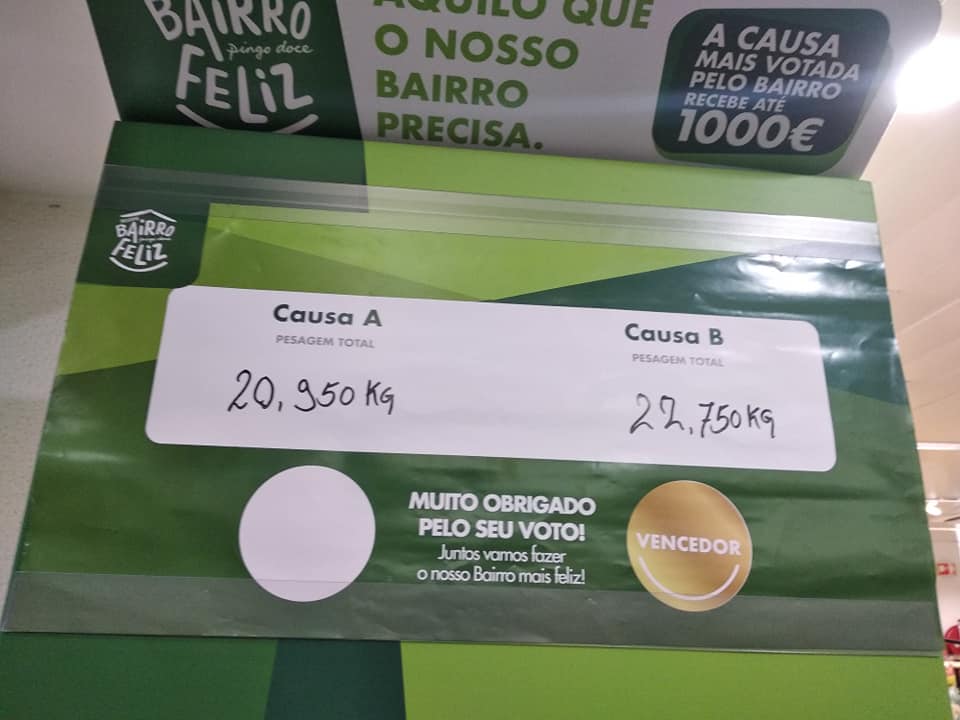 BAIRRO
pingo doce
FELIZ
AQUILO QUE
O NOSSO
BAIRRO
PRECISA.
A CAUSA
MAIS VOTADA
PELO BAIRRO
RECEBE ATÉ
1000€
BAIRRO
pingo doce
FELIZ
Causa A
PESAGEM TOTAL
20,950 KG
Causa B
PESAGEM TOTAL
22,750 KG
MUITO OBRIGADO
PELO SEU VOTO!
Juntos vamos fazer
o nosso Bairro mais feliz!
VENCEDOR